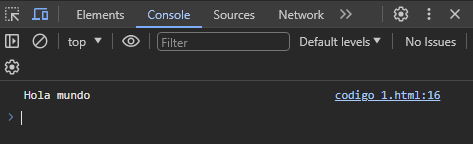 Elements Console Sources Network »
top Filter Default levels No Issues
Hola mundo codigo 1.html:16
>